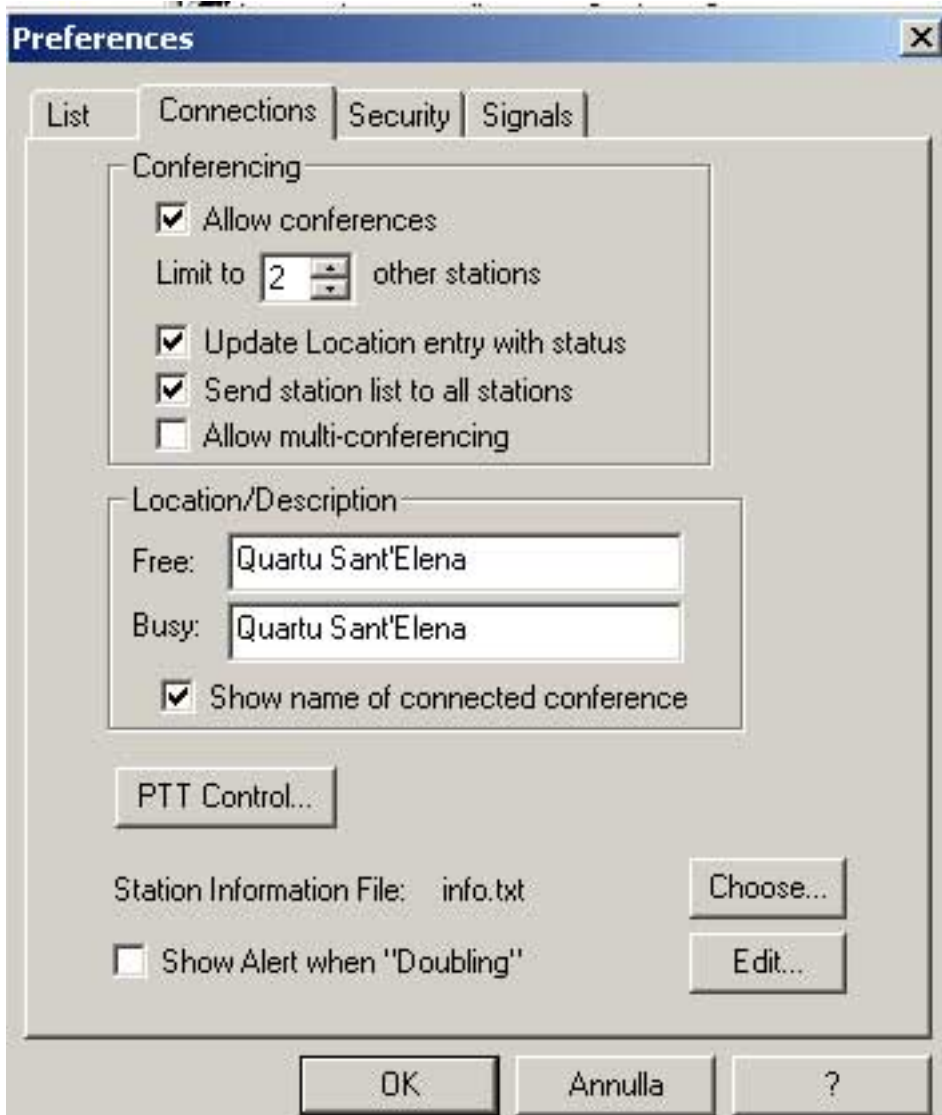 Preferences
List Connections Security Signals
Conferencing
Allow conferences
Limit to 2 other stations
Update Location entry with status
Send station list to all stations
Allow multi-conferencing
Location/Description
Free: Quartu Sant'Elena
Busy: Quartu Sant'Elena
Show name of connected conference
PTT Control...
Station Information File: info.txt Choose...
Show Alert when "Doubling" Edit...
OK Annulla ?